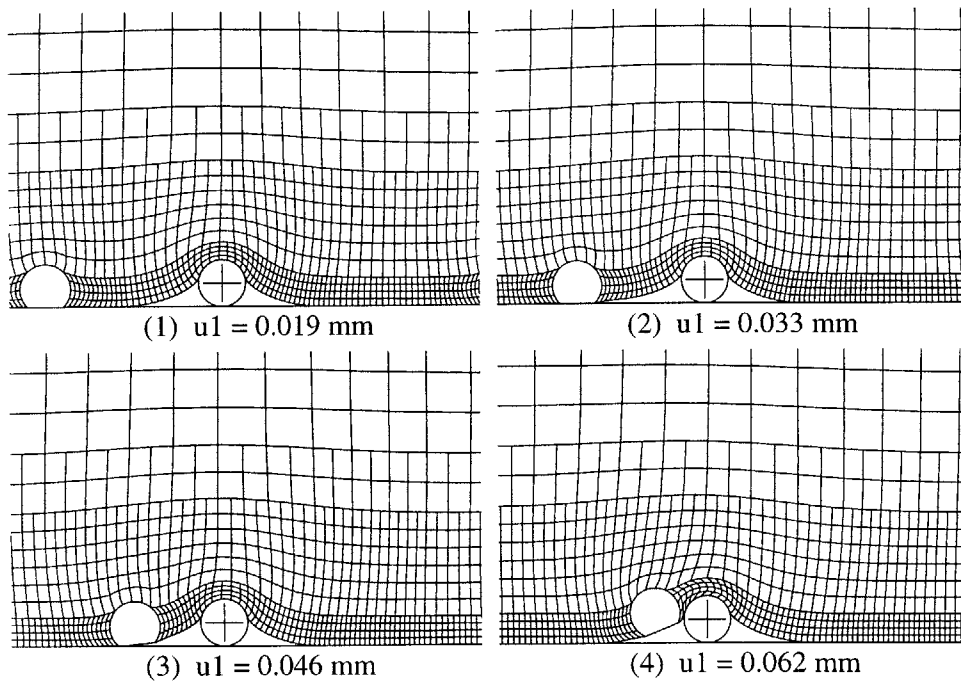 (1) u1 = 0.019 mm
(2) u1 = 0.033 mm
(3) u1 = 0.046 mm
(4) u1 = 0.062 mm